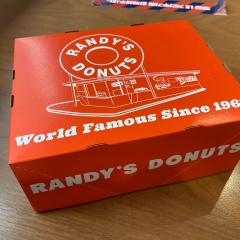 RANDY'S
DONUTS
World Famous Since 196
RANDY'S DONUTS